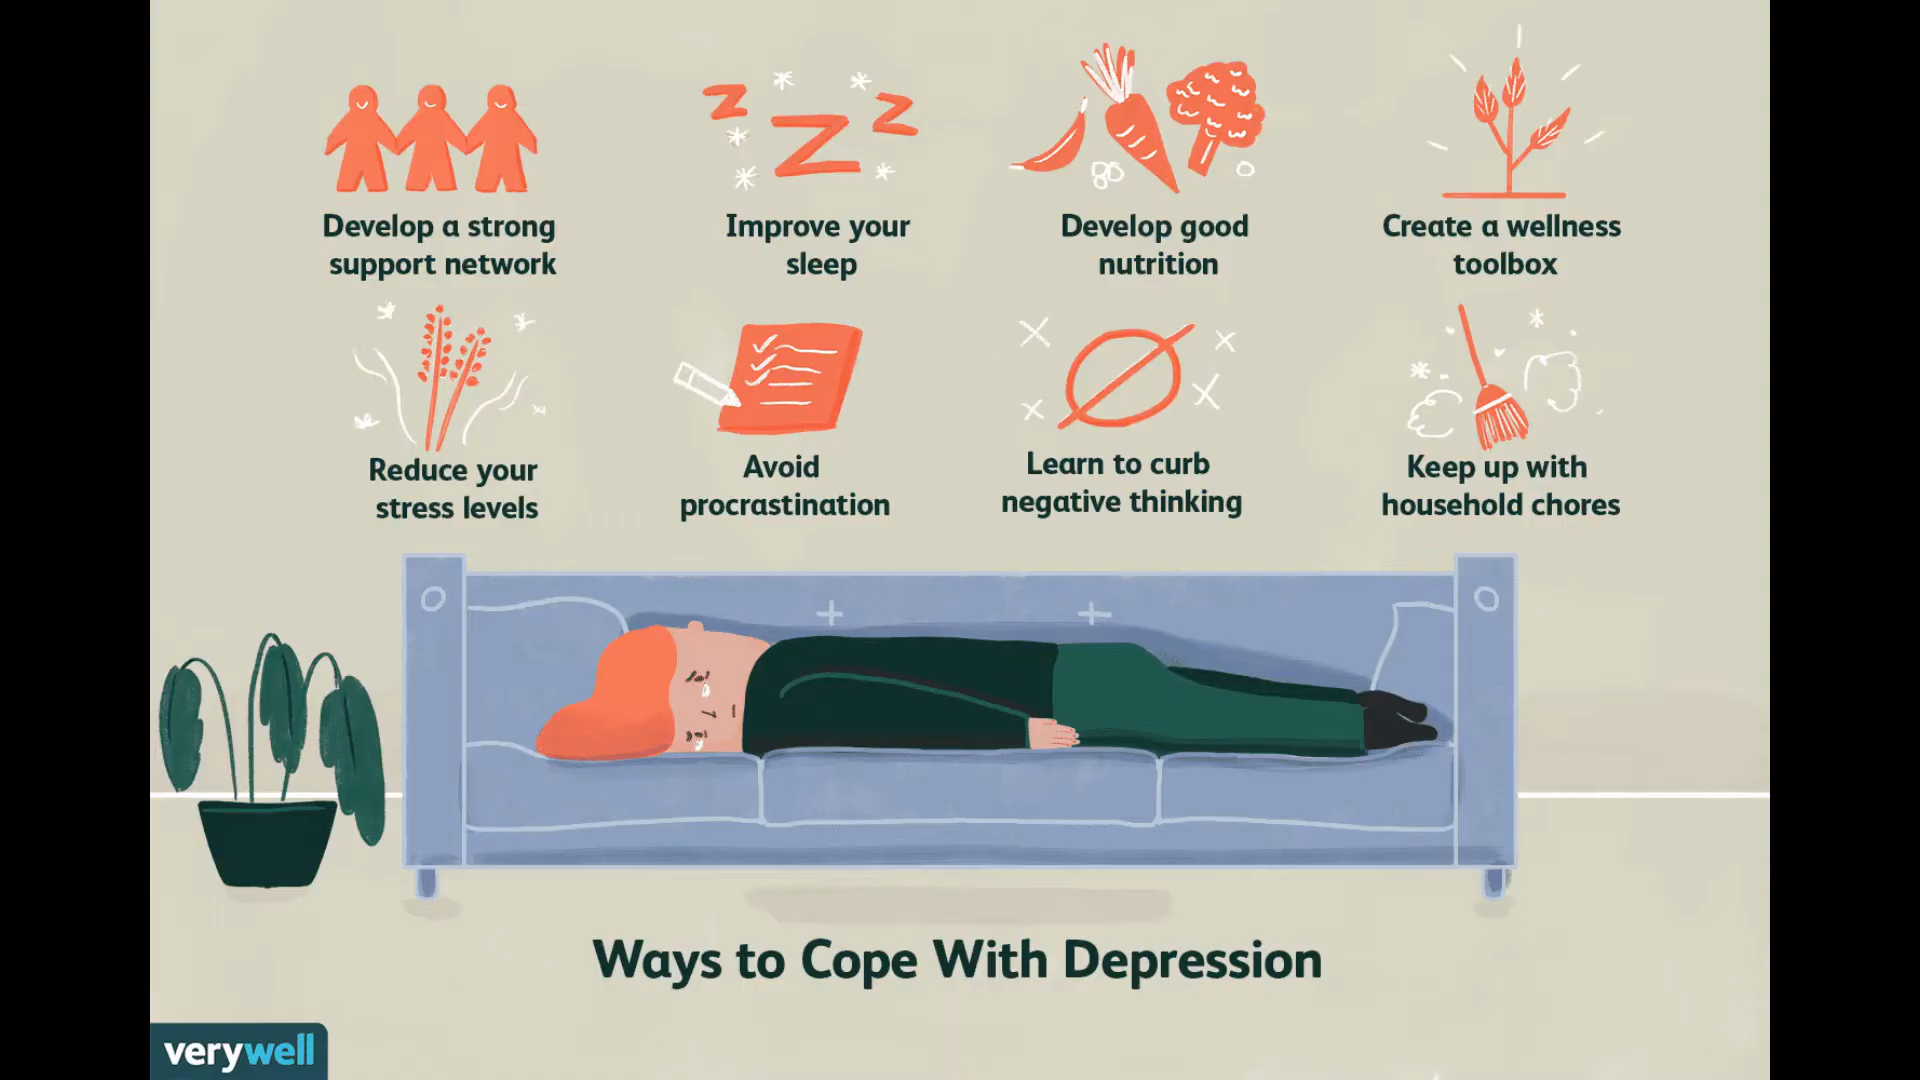 Develop a strong
support network
Improve your
sleep
Develop good
nutrition
Create a wellness
toolbox
Reduce your
stress levels
Avoid
procrastination
Learn to curb
negative thinking
Keep up with
household chores
Ways to Cope With Depression
verywell